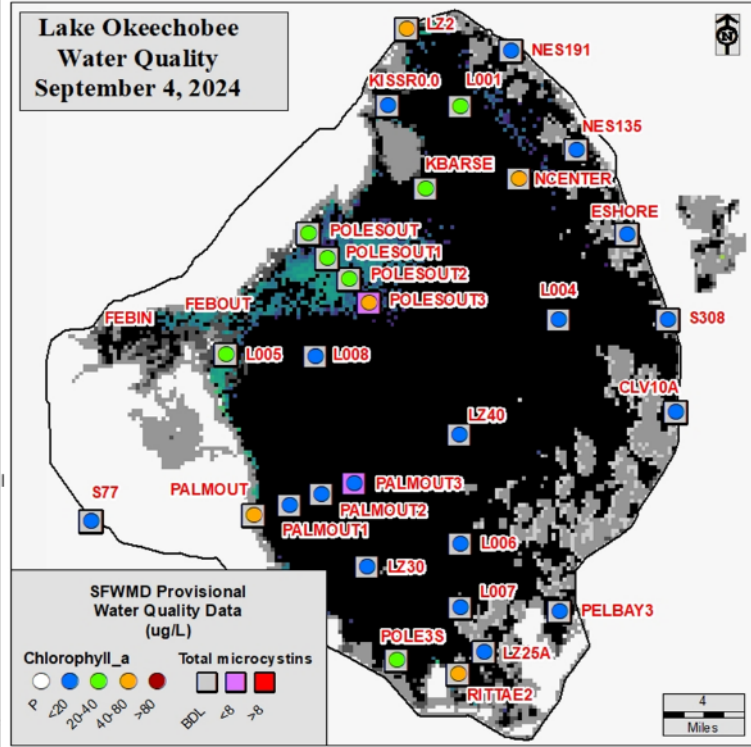 Lake Okeechobee
Water Quality
September 4, 2024
N
LZ2
NES191
KISSR0.0
L001
NES135
KBARSE
NCENTER
ESHORE
POLESOUT
POLESOUT1
POLESOUT2
POLESOUT3
FEBOUT
FEBIN
L004
S308
L005
L008
CLV10A
LZ40
PALMOUT3
PALMOUT
S77
PALMOUT2
PALMOUT1
L006
LZ30
L007
PELBAY3
POLE3S
LZ25A
RITTAE2
SFWMD Provisional
Water Quality Data
(ug/L)
Chlorophyll_a
Total microcystins
P
<20
20-40
40-80
>80
BDL
<8
>8
4
Miles